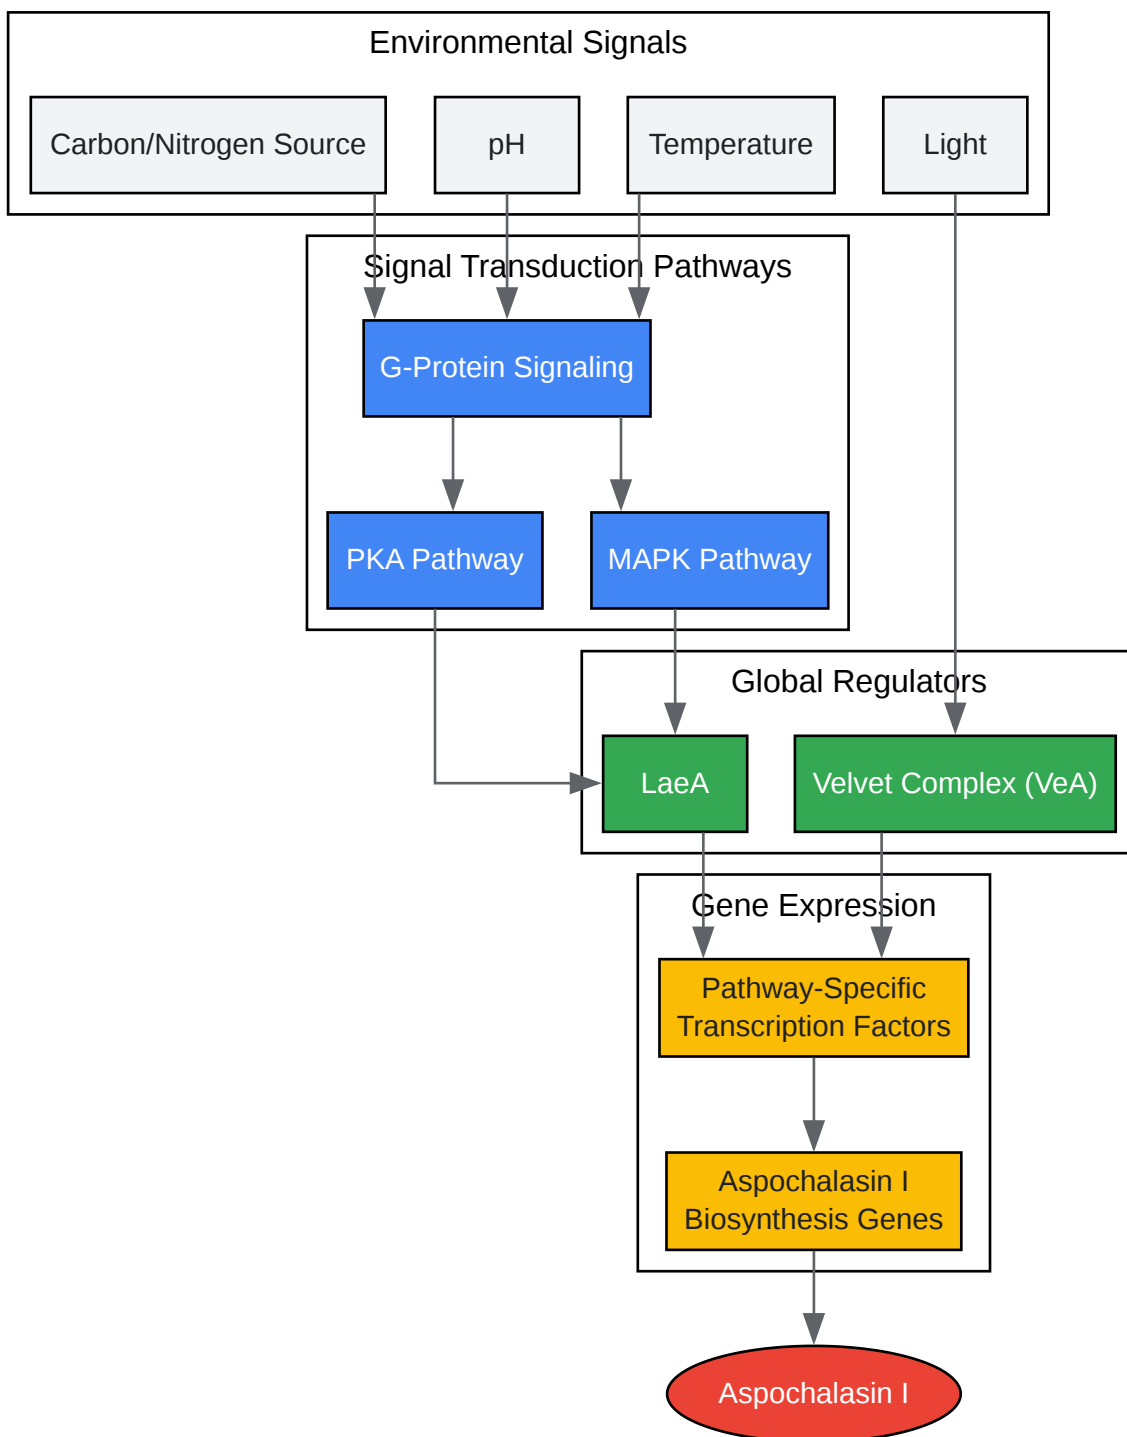 Environmental Signals
Carbon/Nitrogen Source
pH
Temperature
Light
Signal Transduction Pathways
G-Protein Signaling
PKA Pathway
MAPK Pathway
Global Regulators
LaeA
Velvet Complex (VeA)
Gene Expression
Pathway-Specific
Transcription Factors
Aspochalasin I
Biosynthesis Genes
Aspochalasin I